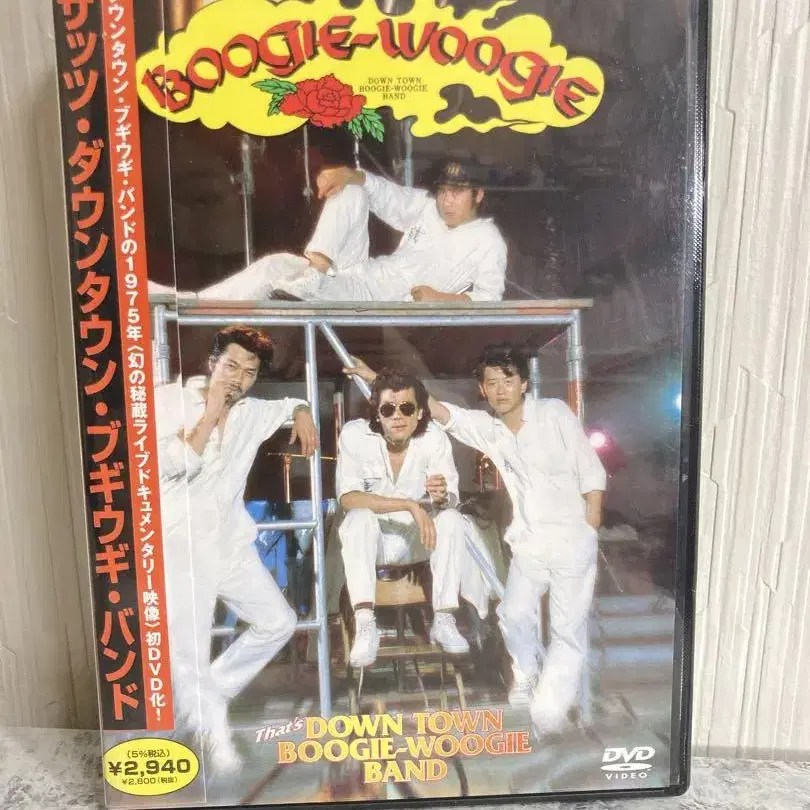 ウンタウン・ブギウギ・バンドの1975年〈幻の秘蔵ライブドキュメンタリー映像〉初DVD化!
ザッツ・ダウンタウン・ブギウギ・バンド
(5%税込)
¥2,940
¥2,800(税抜)
BOOGIE-WOOGIE
DOWN TOWN
BOOGIE-WOOGIE
BAND
That's DOWN TOWN
BOOGIE-WOOGIE
BAND
DVD
VIDEO